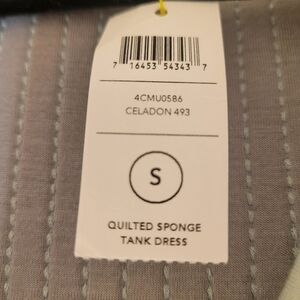 7 16453 54343 7
4CMU0586
CELADON 493
S
QUILTED SPONGE
TANK DRESS